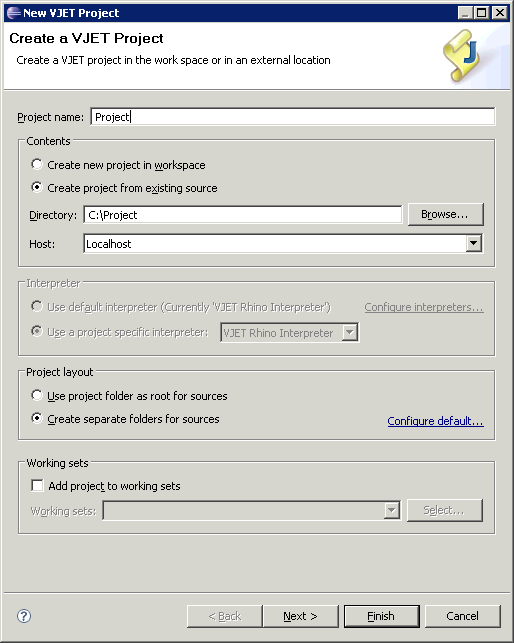 New VJET Project
Create a VJET Project
Create a VJET project in the work space or in an external location
J
Project name: Project
Contents
Create new project in workspace
Create project from existing source
Directory: C:\Project Browse...
Host: Localhost
Interpreter
Use default interpreter (Currently 'VJET Rhino Interpreter') Configure interpreters...
Use a project specific interpreter: VJET Rhino Interpreter
Project layout
Use project folder as root for sources
Create separate folders for sources Configure default...
Working sets
Add project to working sets
Working sets: Select...
? < Back Next > Finish Cancel